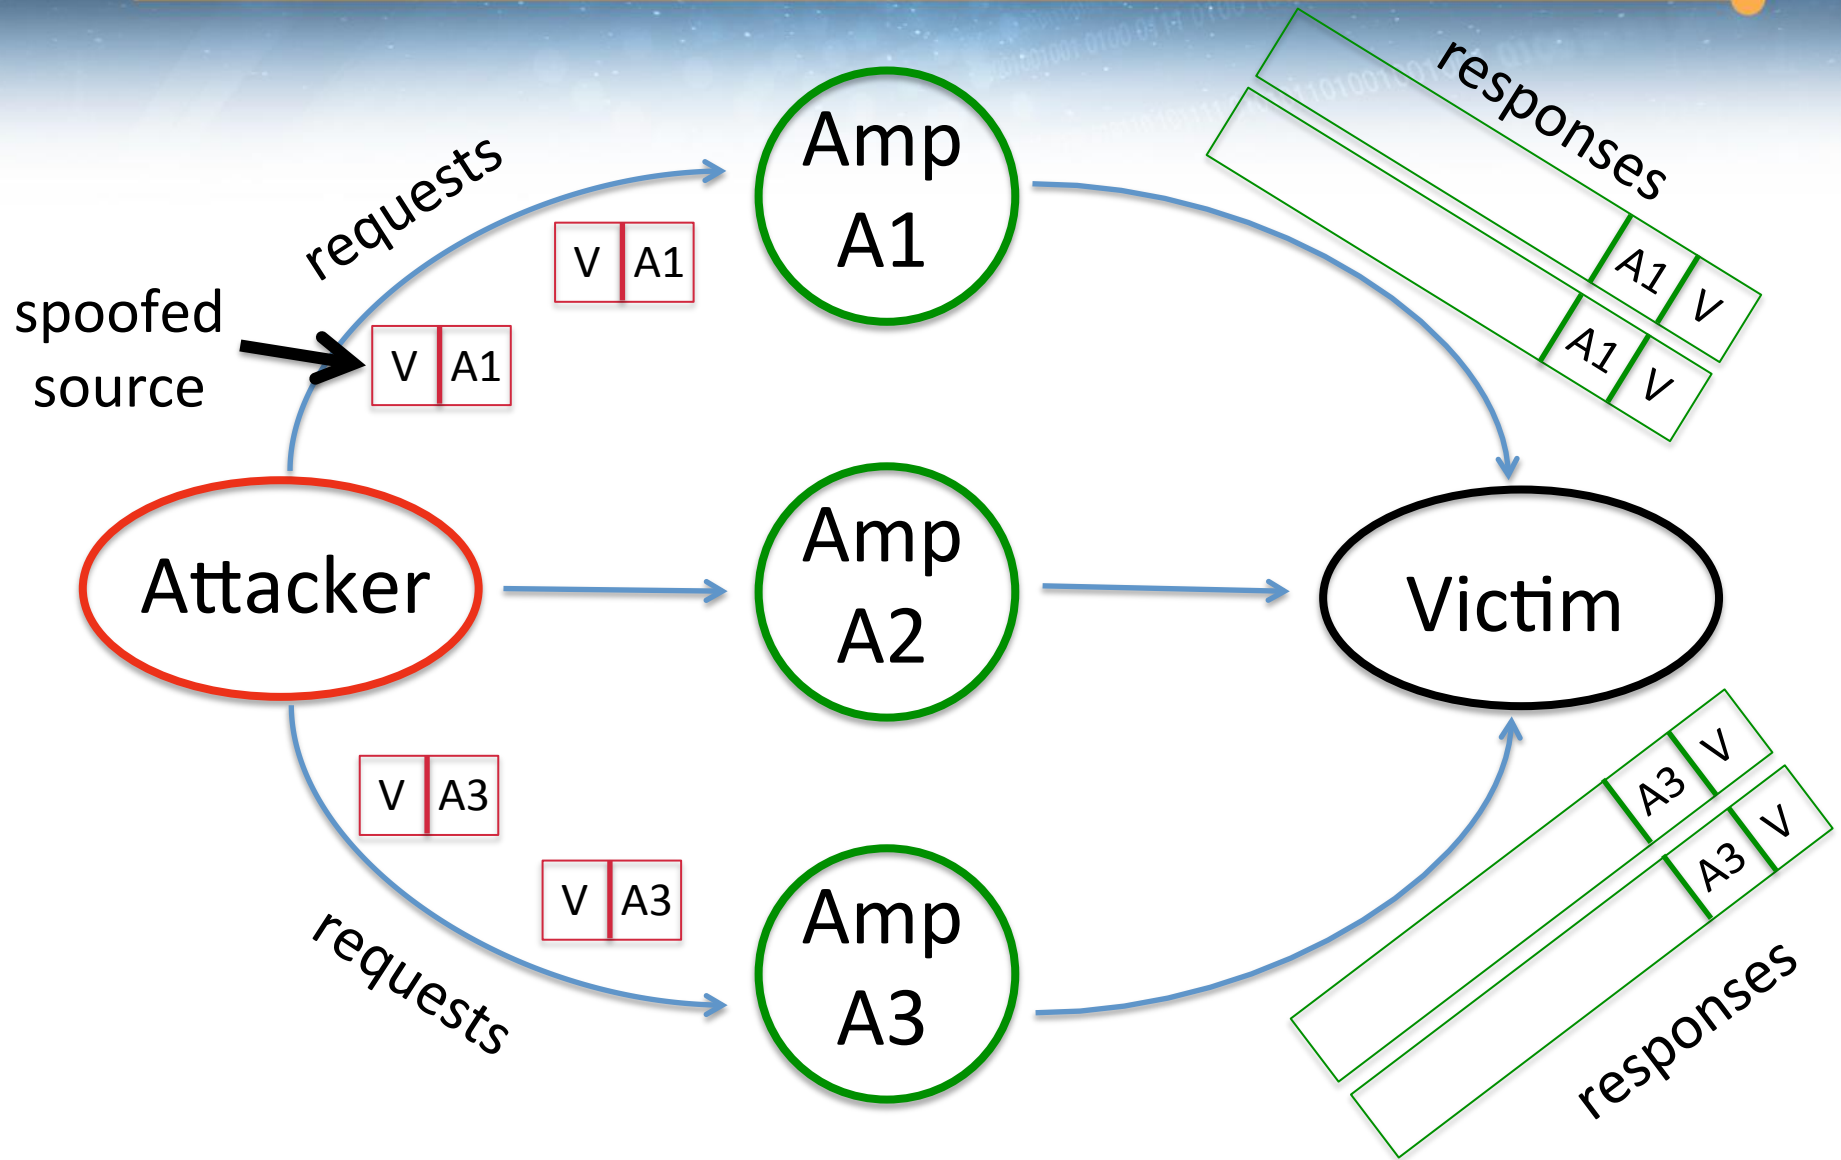 responses
Amp
A1
requests
V A1
A1 V
spoofed
source
V A1
A1 V
Attacker
Amp
A2
Victim
V A3
A3 V
V A3
A3 V
Amp
A3
requests
responses